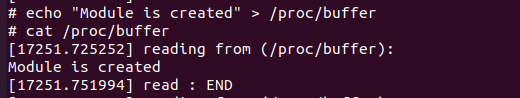 # echo "Module is created" > /proc/buffer
# cat /proc/buffer
[17251.725252] reading from (/proc/buffer):
Module is created
[17251.751994] read : END